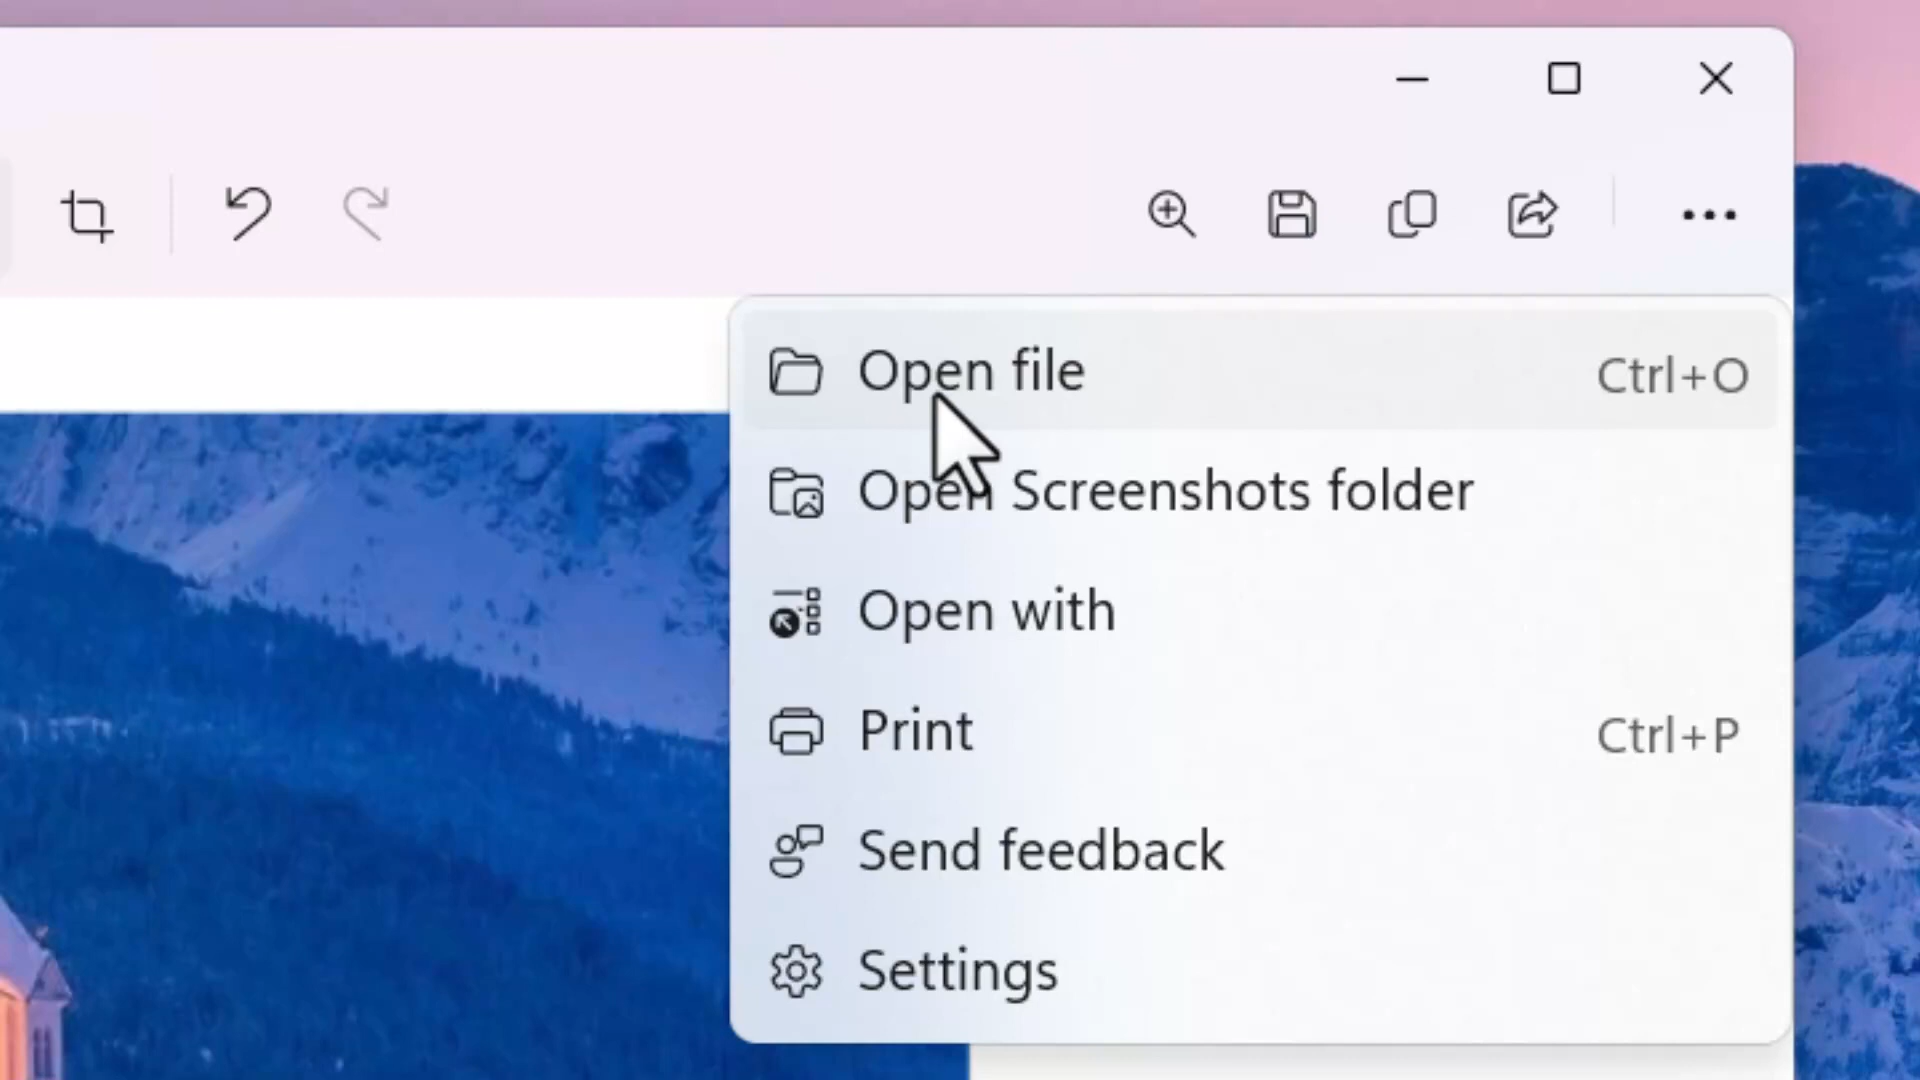 Open file Ctrl+O
Open Screenshots folder
Open with
Print Ctrl+P
Send feedback
Settings